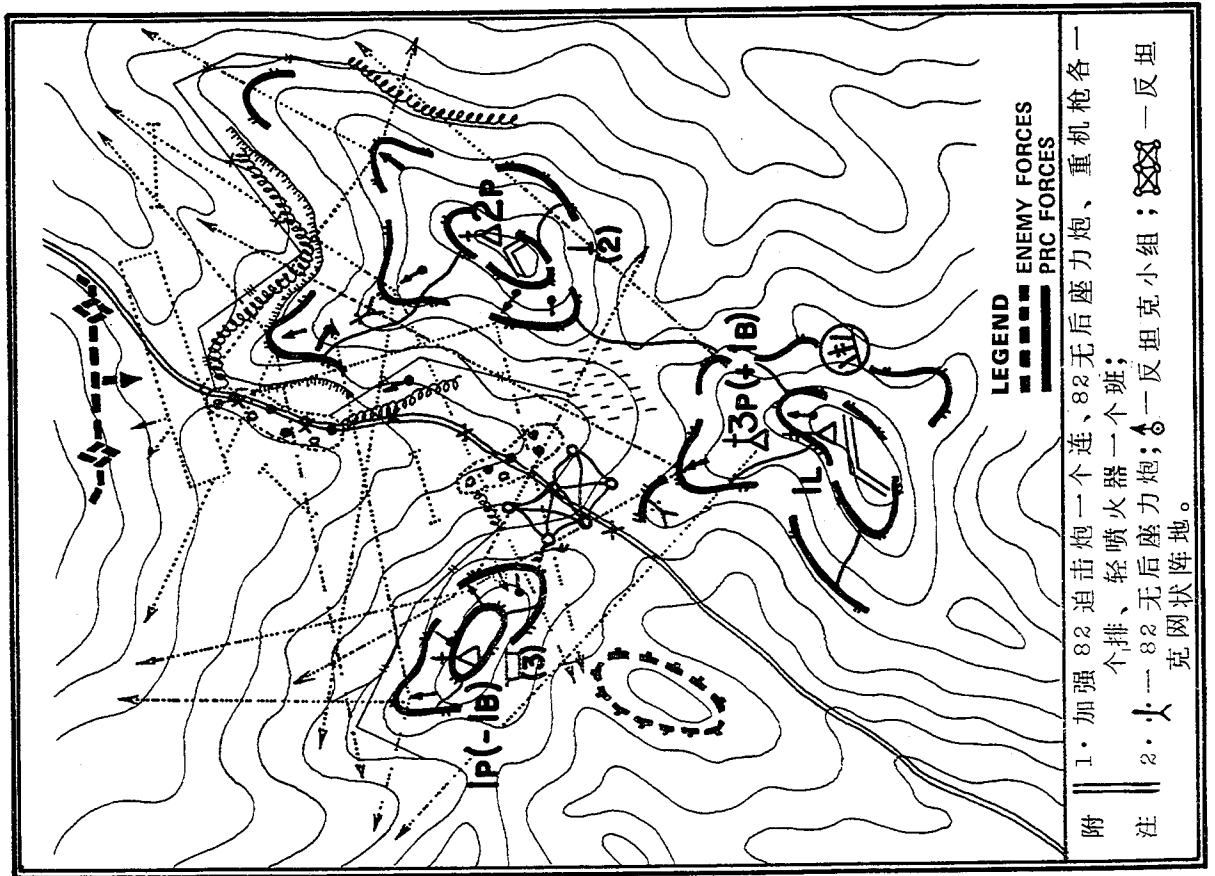 2P
(2)
1P(-1B)
(3)
3P(+1B)
1L
LEGEND
ENEMY FORCES
PRC FORCES
附注
1·加强82迫击炮一个连、82无后座力炮、重机枪各一
个排、轻喷火器一个班;
2·—82无后座力炮;—反坦克小组;—反坦
克网状阵地。